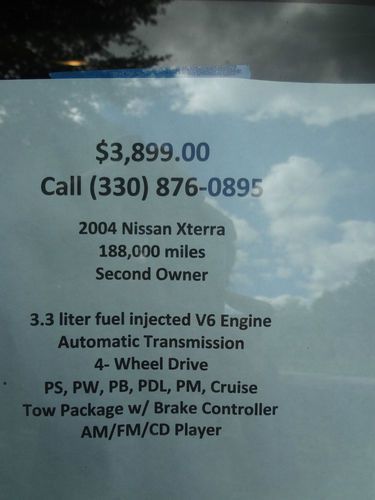 $3,899.00
Call (330) 876-0895
2004 Nissan Xterra
188,000 miles
Second Owner
3.3 liter fuel injected V6 Engine
Automatic Transmission
4- Wheel Drive
PS, PW, PB, PDL, PM, Cruise
Tow Package w/ Brake Controller
AM/FM/CD Player